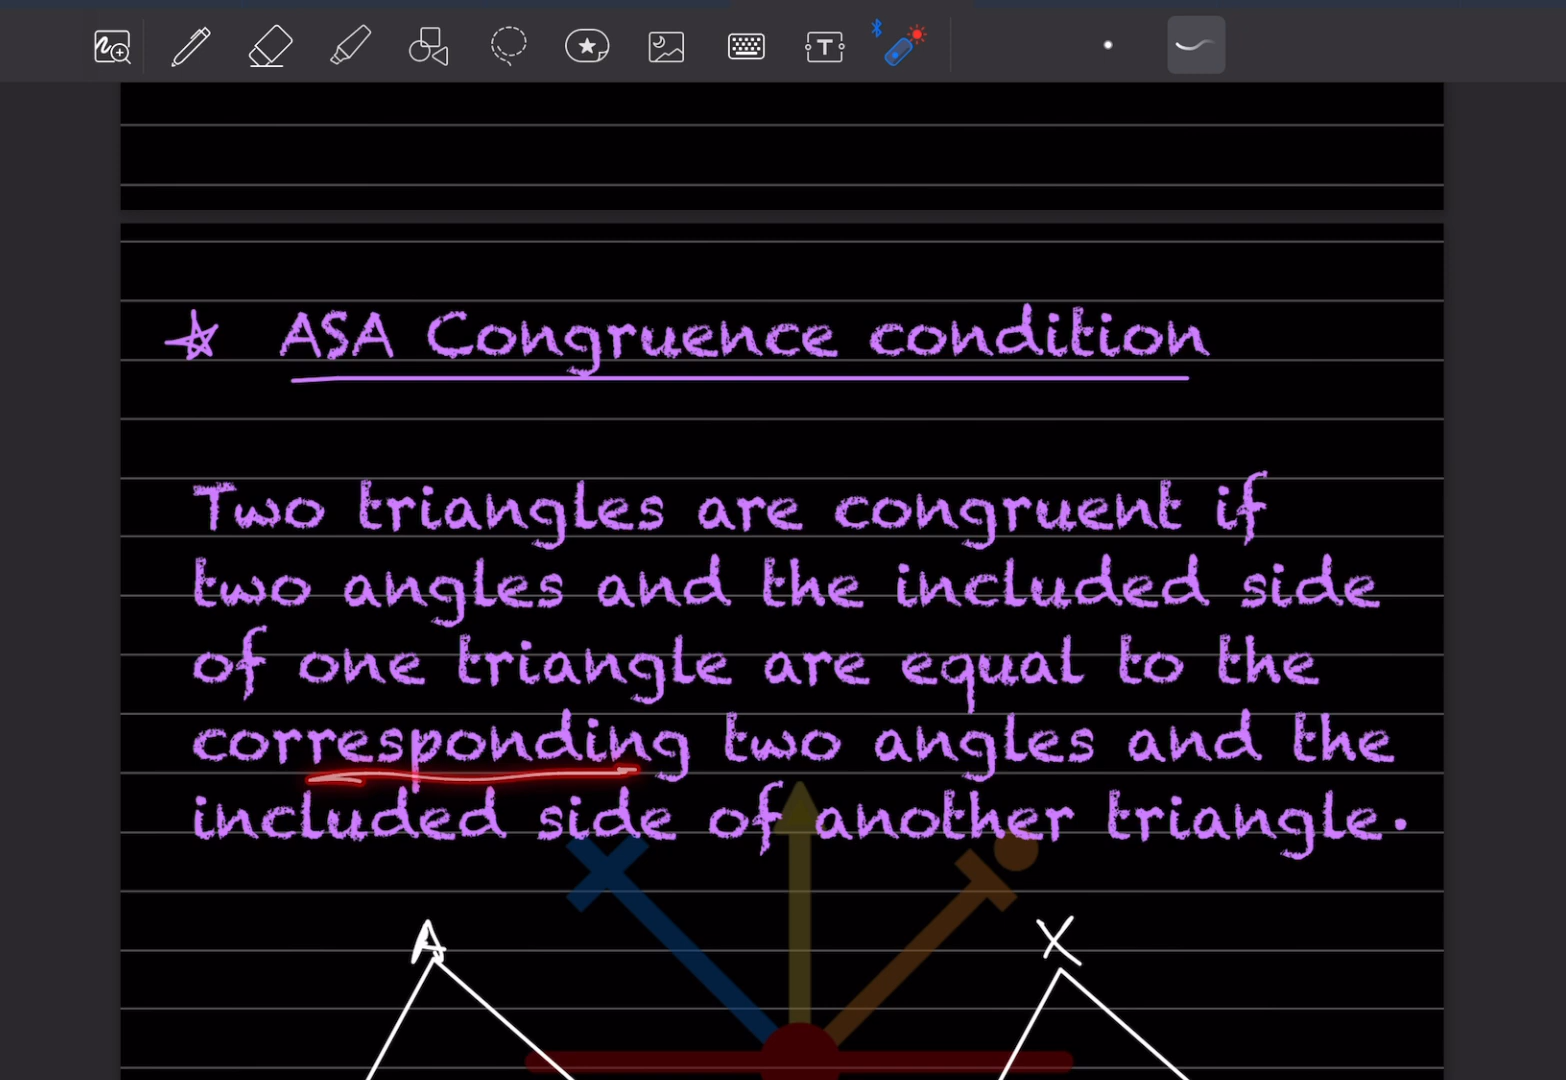 ASA Congruence condition
Two triangles are congruent if
two angles and the included side
of one triangle are equal to the
corresponding two angles and the
included side of another triangle.
A X